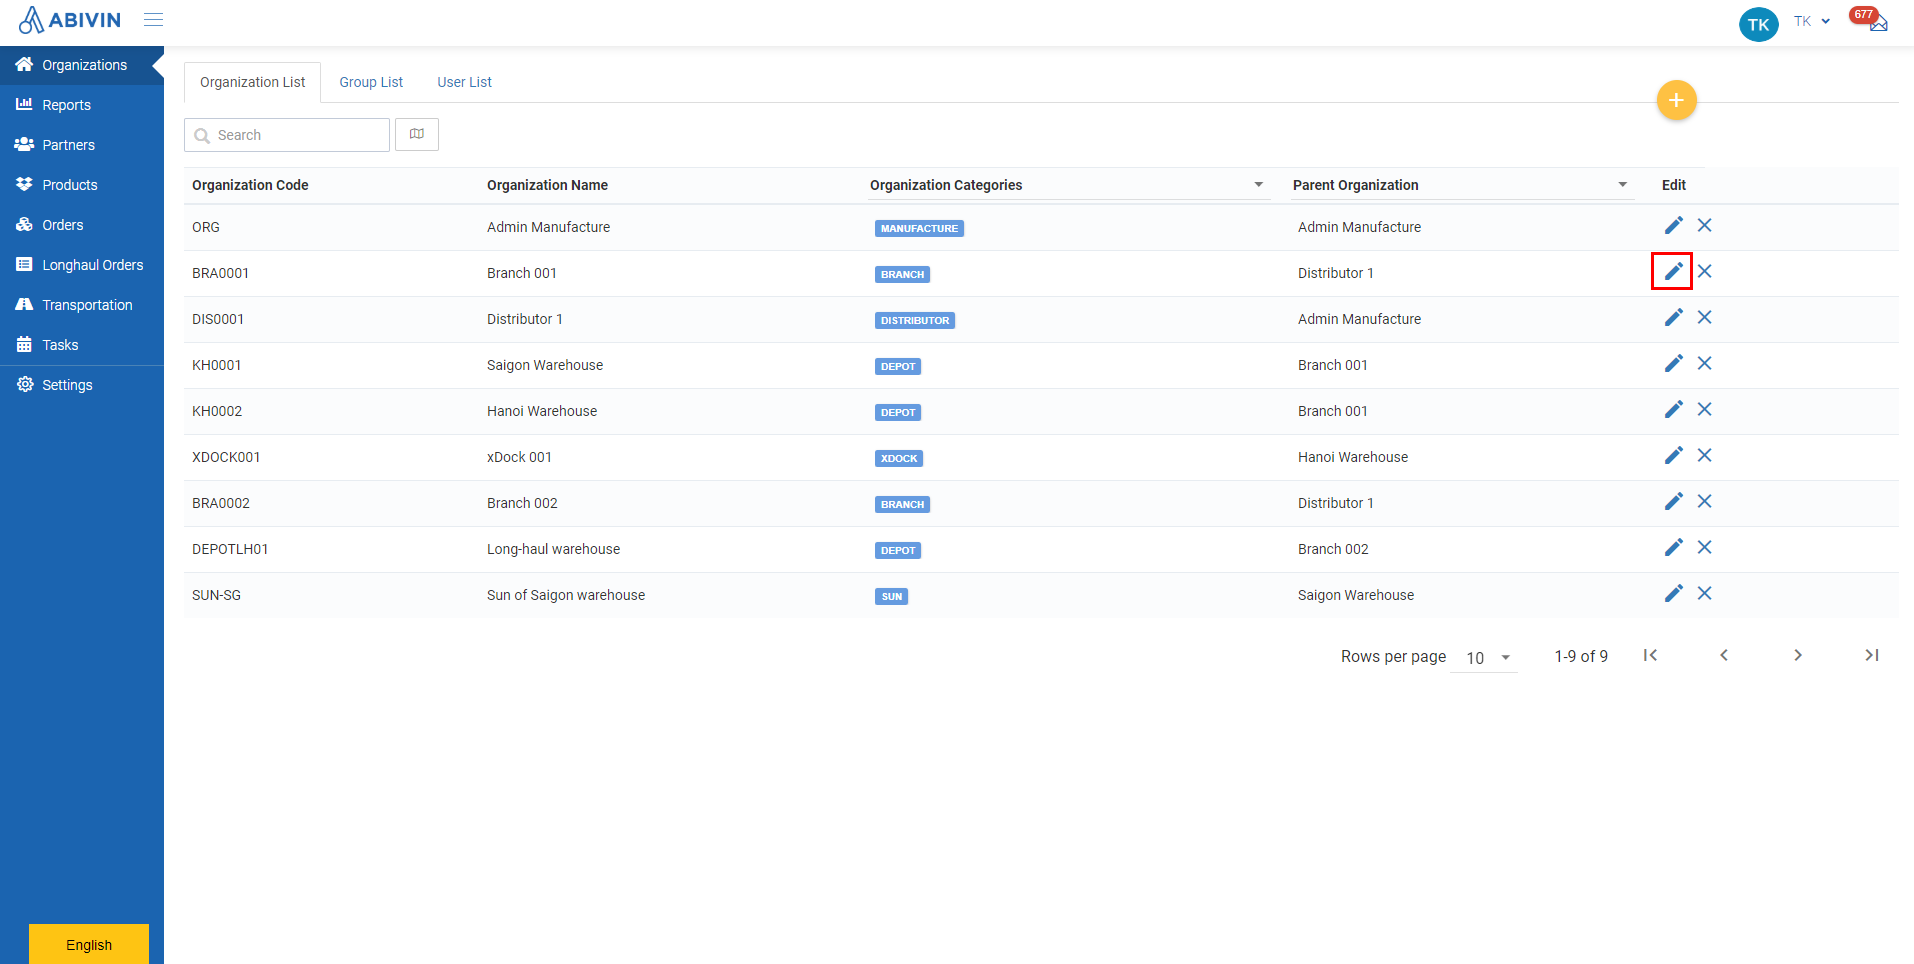 ABIVIN
TK
TK
677
Organizations
Reports
Partners
Products
Orders
Longhaul Orders
Transportation
Tasks
Settings
English
Organization List
Group List
User List
Search
Organization Code Organization Name Organization Categories Parent Organization Edit
ORG Admin Manufacture MANUFACTURE Admin Manufacture
BRA0001 Branch 001 BRANCH Distributor 1
DIS0001 Distributor 1 DISTRIBUTOR Admin Manufacture
KH0001 Saigon Warehouse DEPOT Branch 001
KH0002 Hanoi Warehouse DEPOT Branch 001
XDOCK001 xDock 001 XDOCK Hanoi Warehouse
BRA0002 Branch 002 BRANCH Distributor 1
DEPOTLH01 Long-haul warehouse DEPOT Branch 002
SUN-SG Sun of Saigon warehouse SUN Saigon Warehouse
Rows per page 10 1-9 of 9